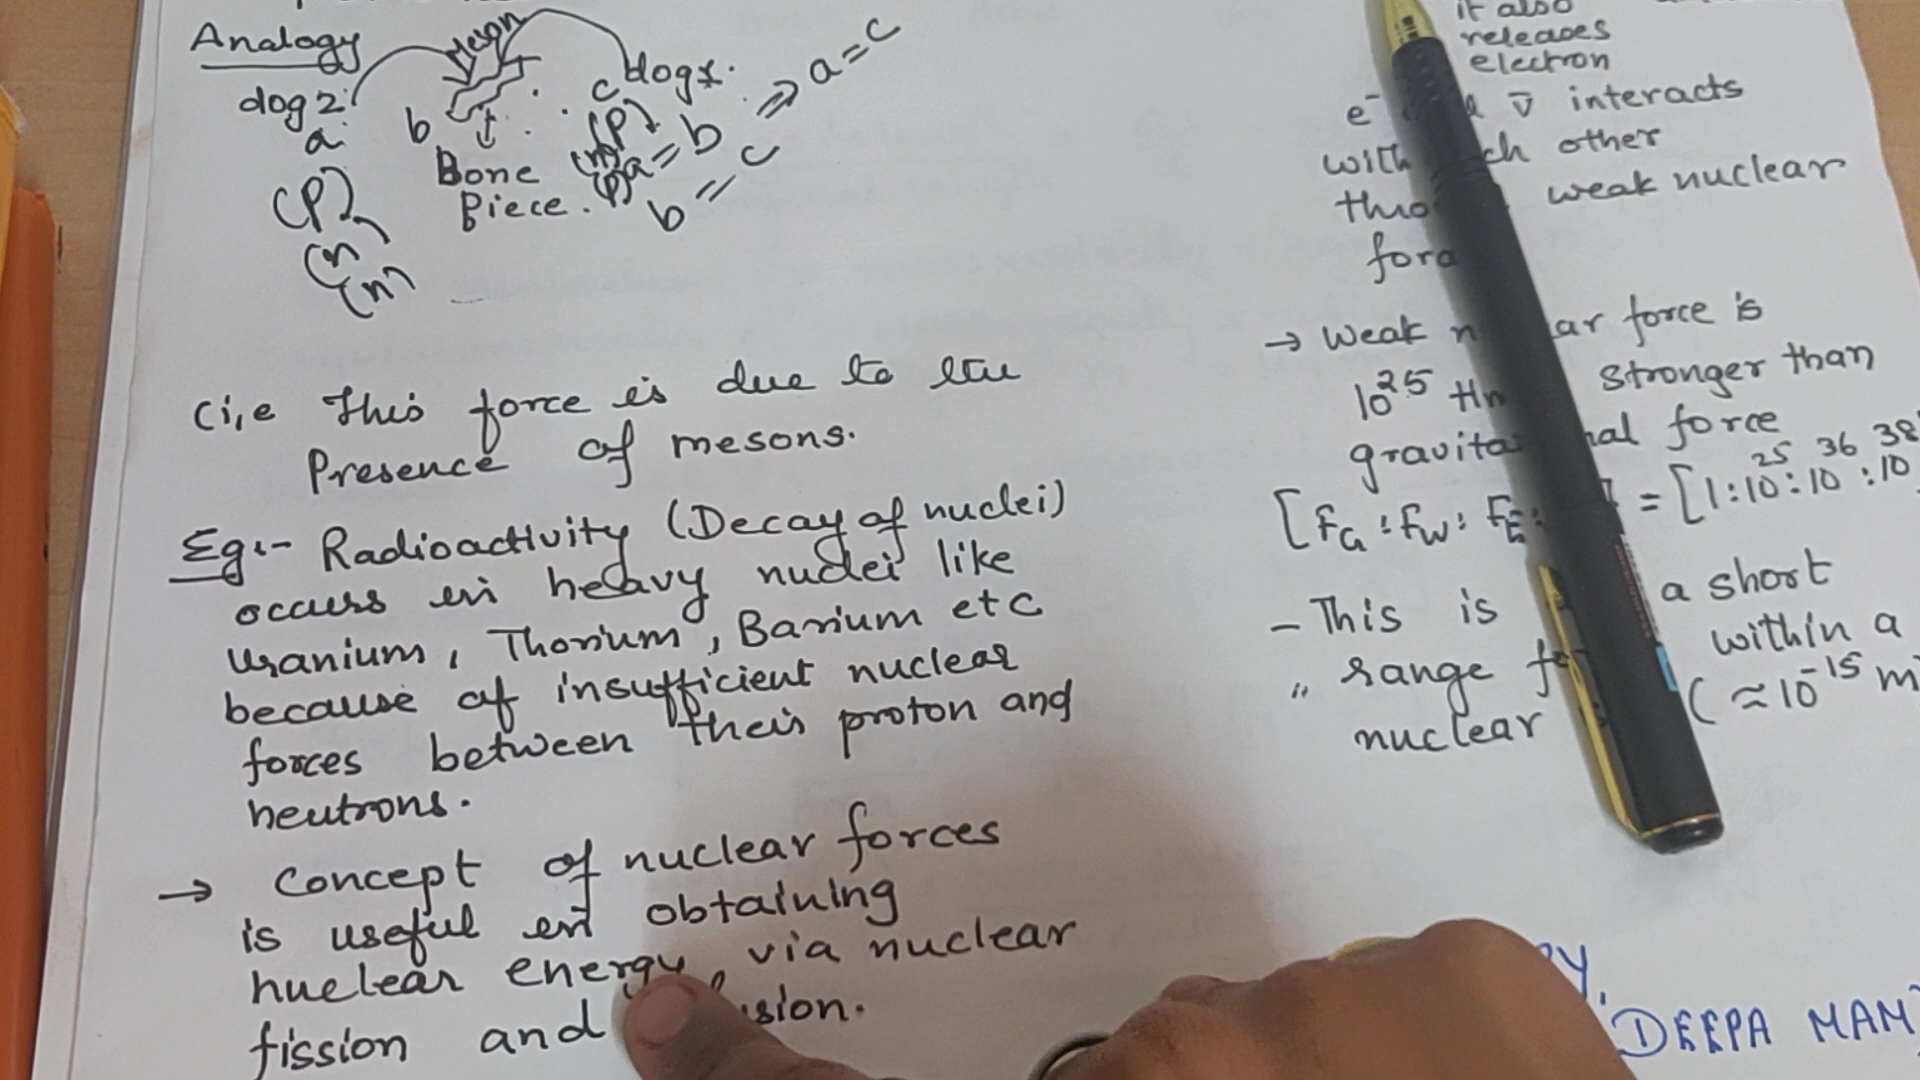 Analogy
Meson
dog 2
dog 1.
a
b
c
(P)
(n)
(n)
Bone
Piece.
(P)
(n)
(P)
a = b
b = c
⇒ a = c
(i,e This force is due to the
Presence of mesons.
Eg:- Radioactivity (Decay of nuclei)
occurs in heavy nuclei like
Uranium, Thorium, Barium etc
because of insufficient nuclear
forces between their proton and
neutrons.
→ Concept of nuclear forces
is useful in obtaining
nuclear energy, via nuclear
fission and
it also
releases
electron
e⁻ ν̄ interacts
with other
weak nuclear
→ Weak force is
10²⁵ stronger than
force
[F_G : F_W : F_E : = [1:10²⁵:10³⁶:10³⁸
- This is a short
range within a
nuclear (≈10⁻¹⁵ m
DEEPA MAM